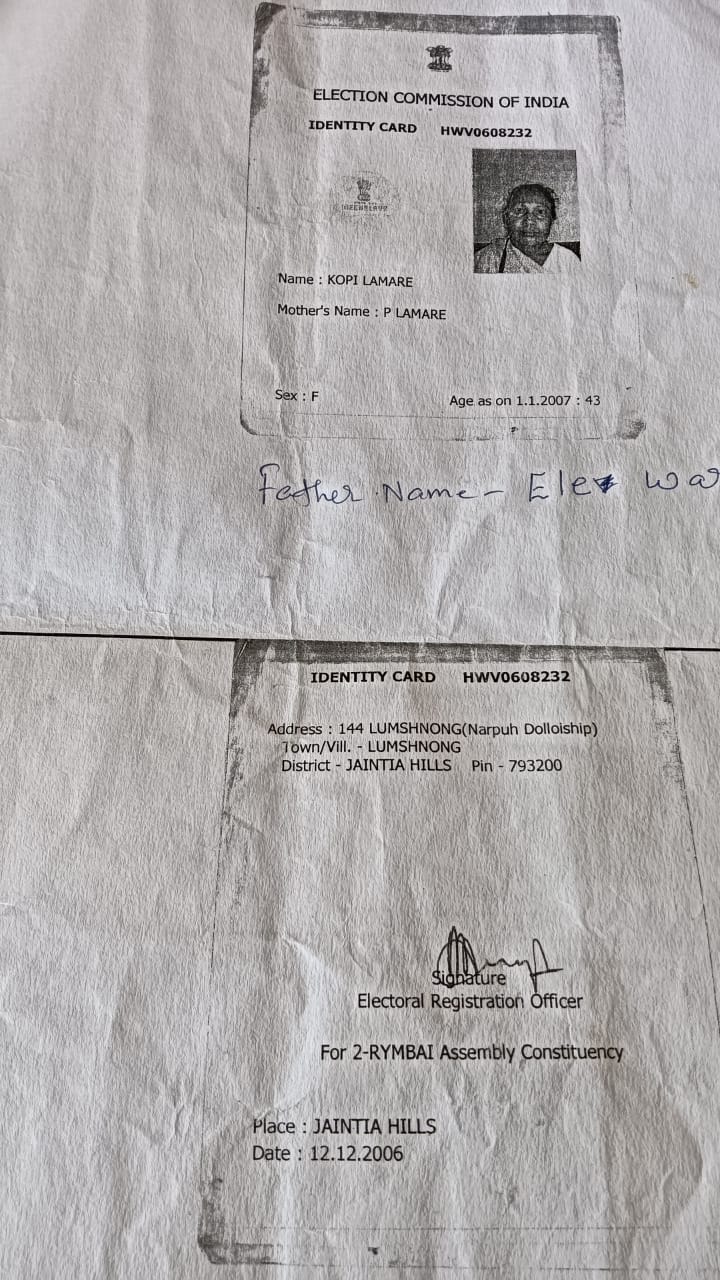 ELECTION COMMISSION OF INDIA
IDENTITY CARD HWV0608232
Name : KOPI LAMARE
Mother's Name : P LAMARE
Sex : F
Age as on 1.1.2007 : 43
Father Name -
IDENTITY CARD HWV0608232
Address : 144 LUMSHNONG(Narpuh Dolloiship)
Town/Vill. - LUMSHNONG
District - JAINTIA HILLS Pin - 793200
Signature
Electoral Registration Officer
For 2-RYMBAI Assembly Constituency
Place : JAINTIA HILLS
Date : 12.12.2006